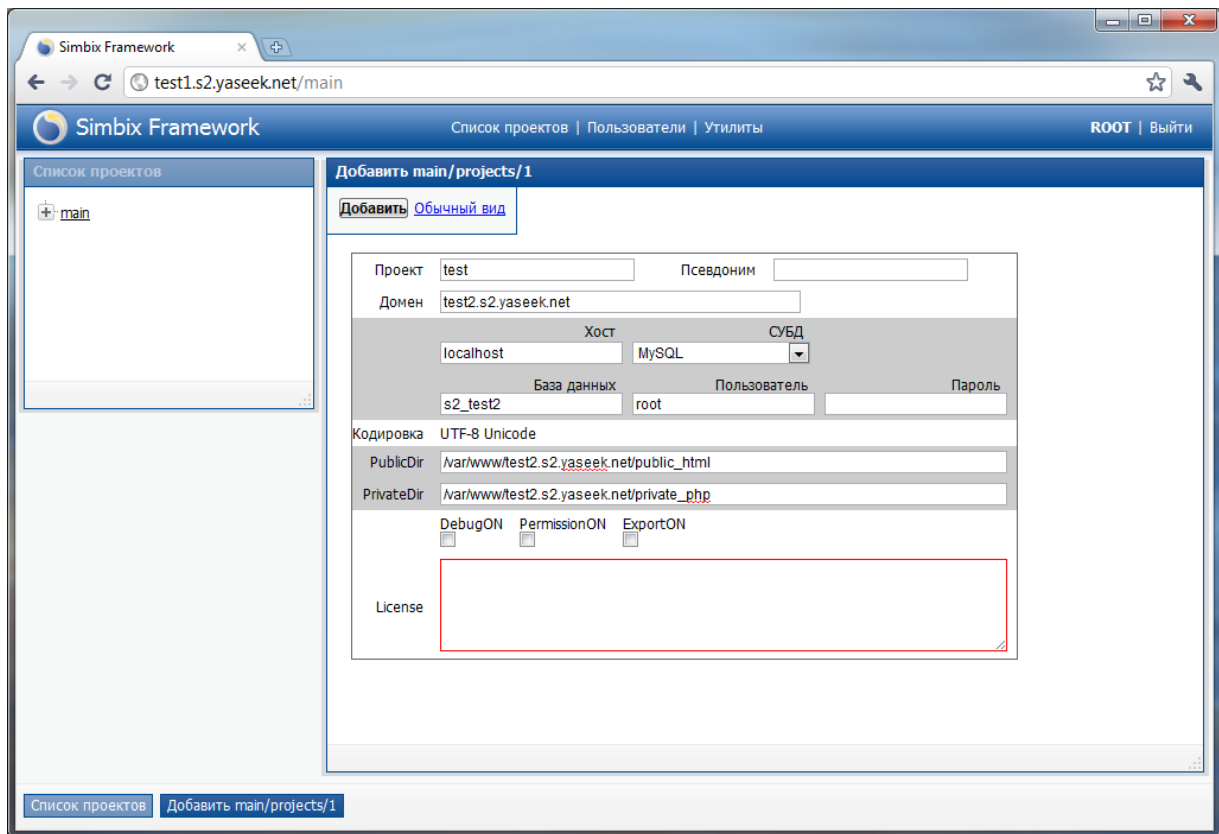 Simbix Framework
test1.s2.yaseek.net/main
Simbix Framework
Список проектов | Пользователи | Утилиты
ROOT | Выйти
Список проектов
main
Добавить main/projects/1
Добавить Обычный вид
Проект test Псевдоним
Домен test2.s2.yaseek.net
Хост СУБД
localhost MySQL
База данных Пользователь Пароль
s2_test2 root
Кодировка UTF-8 Unicode
PublicDir /var/www/test2.s2.yaseek.net/public_html
PrivateDir /var/www/test2.s2.yaseek.net/private_php
DebugON PermissionON ExportON
License
Список проектов Добавить main/projects/1